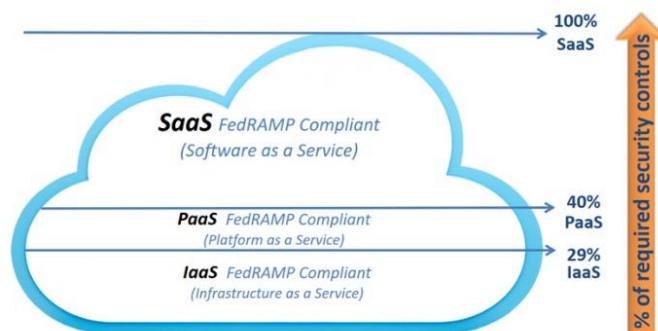 100%
SaaS
SaaS FedRAMP Compliant
(Software as a Service)
40%
PaaS
PaaS FedRAMP Compliant
(Platform as a Service)
29%
IaaS
IaaS FedRAMP Compliant
(Infrastructure as a Service)
% of required security controls